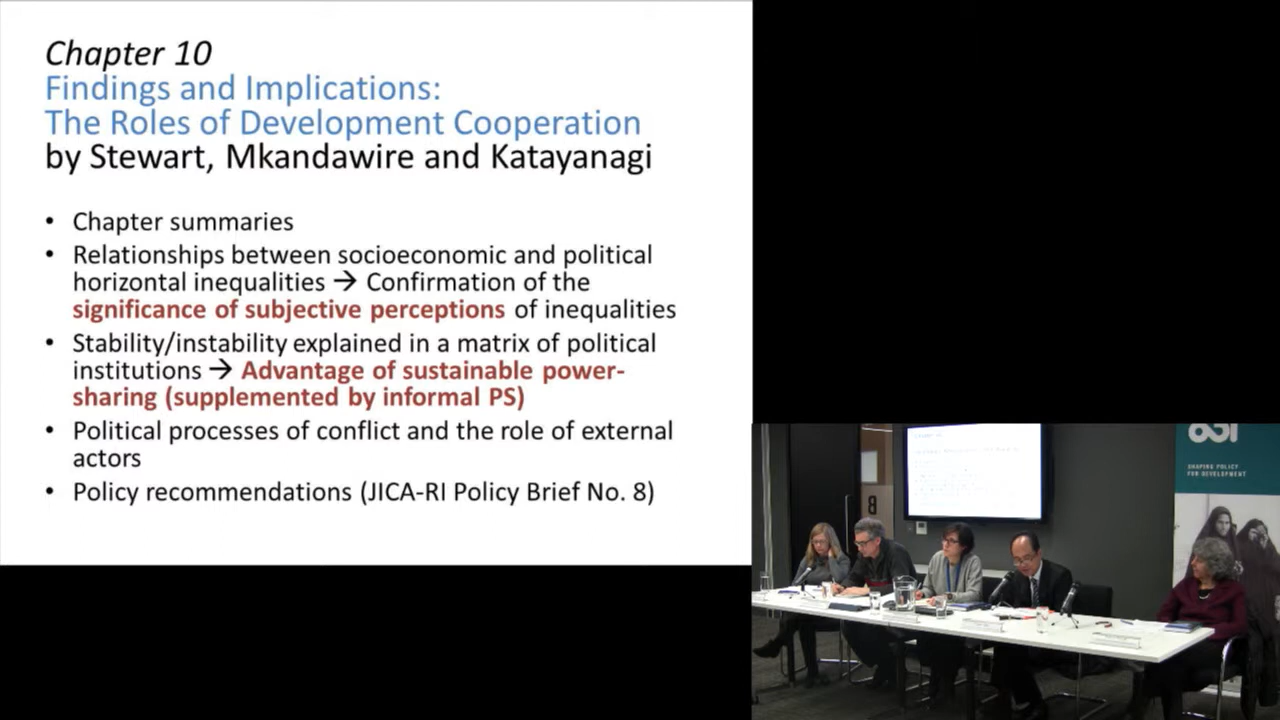 Chapter 10
Findings and Implications:
The Roles of Development Cooperation
by Stewart, Mkandawire and Katayanagi
• Chapter summaries
• Relationships between socioeconomic and political
horizontal inequalities → Confirmation of the
significance of subjective perceptions of inequalities
• Stability/instability explained in a matrix of political
institutions → Advantage of sustainable power-
sharing (supplemented by informal PS)
• Political processes of conflict and the role of external
actors
• Policy recommendations (JICA-RI Policy Brief No. 8)
SHAPING POLICY
FOR DEVELOPMENT
8